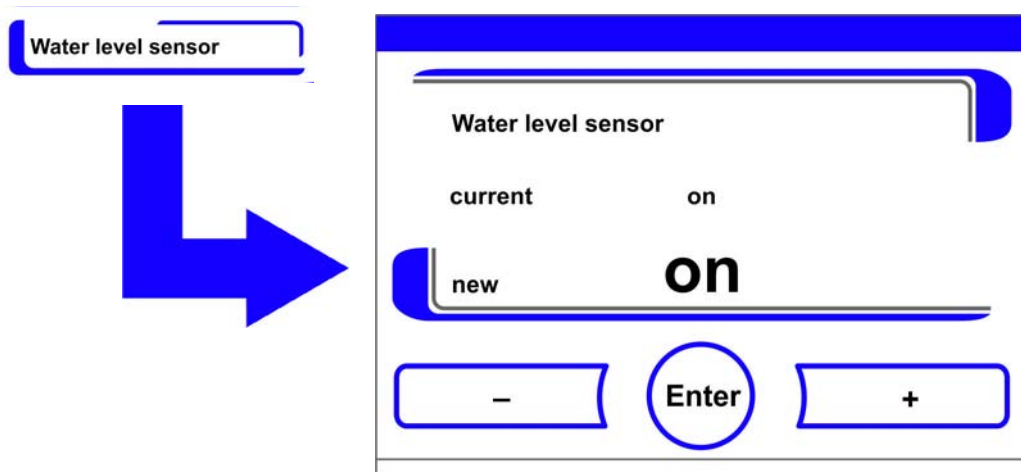 Water level sensor
Water level sensor
current on
new on
– Enter +